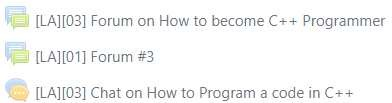 [LA][03] Forum on How to become C++ Programmer
[LA][01] Forum #3
[LA][03] Chat on How to Program a code in C++